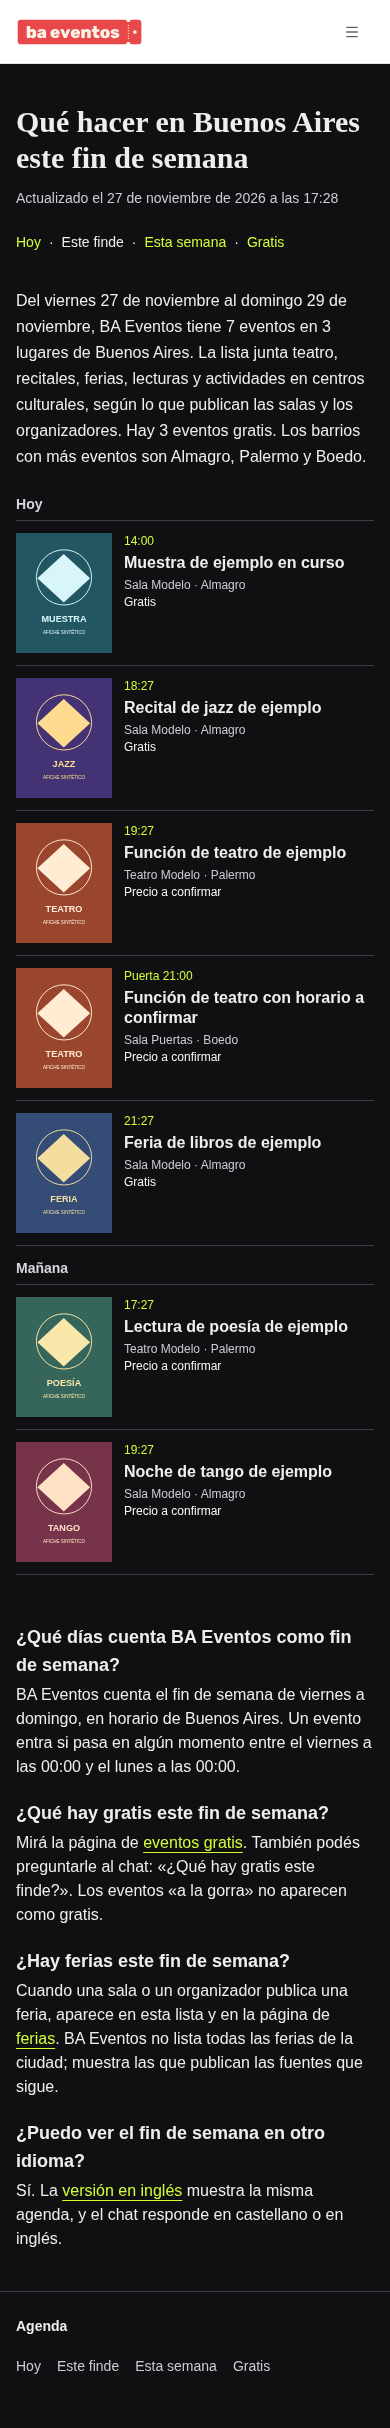 ba eventos
Qué hacer en Buenos Aires
este fin de semana
Actualizado el 27 de noviembre de 2026 a las 17:28
Hoy · Este finde · Esta semana · Gratis
Del viernes 27 de noviembre al domingo 29 de
noviembre, BA Eventos tiene 7 eventos en 3
lugares de Buenos Aires. La lista junta teatro,
recitales, ferias, lecturas y actividades en centros
culturales, según lo que publican las salas y los
organizadores. Hay 3 eventos gratis. Los barrios
con más eventos son Almagro, Palermo y Boedo.
Hoy
MUESTRA
AFICHE SINTÉTICO
14:00
Muestra de ejemplo en curso
Sala Modelo · Almagro
Gratis
JAZZ
AFICHE SINTÉTICO
18:27
Recital de jazz de ejemplo
Sala Modelo · Almagro
Gratis
TEATRO
AFICHE SINTÉTICO
19:27
Función de teatro de ejemplo
Teatro Modelo · Palermo
Precio a confirmar
TEATRO
AFICHE SINTÉTICO
Puerta 21:00
Función de teatro con horario a
confirmar
Sala Puertas · Boedo
Precio a confirmar
FERIA
AFICHE SINTÉTICO
21:27
Feria de libros de ejemplo
Sala Modelo · Almagro
Gratis
Mañana
POESÍA
AFICHE SINTÉTICO
17:27
Lectura de poesía de ejemplo
Teatro Modelo · Palermo
Precio a confirmar
TANGO
AFICHE SINTÉTICO
19:27
Noche de tango de ejemplo
Sala Modelo · Almagro
Precio a confirmar
¿Qué días cuenta BA Eventos como fin
de semana?
BA Eventos cuenta el fin de semana de viernes a
domingo, en horario de Buenos Aires. Un evento
entra si pasa en algún momento entre el viernes a
las 00:00 y el lunes a las 00:00.
¿Qué hay gratis este fin de semana?
Mirá la página de eventos gratis. También podés
preguntarle al chat: «¿Qué hay gratis este
finde?». Los eventos «a la gorra» no aparecen
como gratis.
¿Hay ferias este fin de semana?
Cuando una sala o un organizador publica una
feria, aparece en esta lista y en la página de
ferias. BA Eventos no lista todas las ferias de la
ciudad; muestra las que publican las fuentes que
sigue.
¿Puedo ver el fin de semana en otro
idioma?
Sí. La versión en inglés muestra la misma
agenda, y el chat responde en castellano o en
inglés.
Agenda
Hoy Este finde Esta semana Gratis